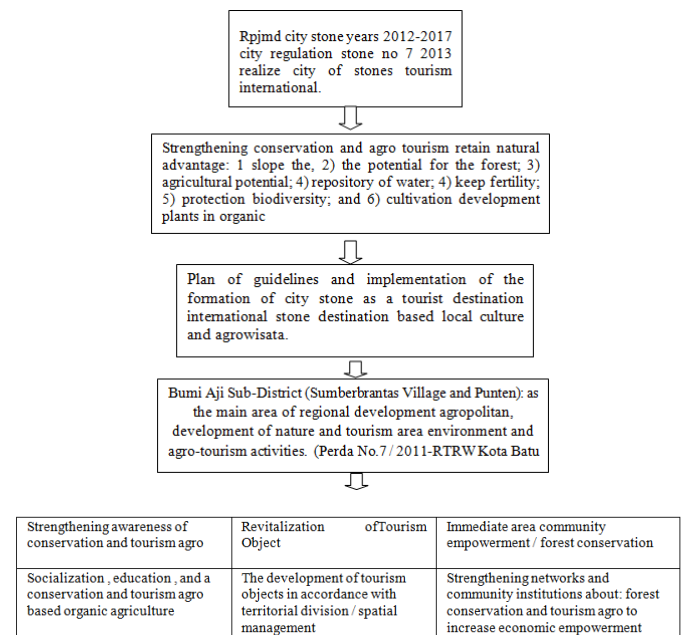 Rpjmd city stone years 2012-2017
city regulation stone no 7 2013
realize city of stones tourism
international.
Strengthening conservation and agro tourism retain natural
advantage: 1 slope the, 2) the potential for the forest; 3)
agricultural potential; 4) repository of water; 4) keep fertility;
5) protection biodiversity; and 6) cultivation development
plants in organic
Plan of guidelines and implementation of the
formation of city stone as a tourist destination
international stone destination based local culture
and agrowisata.
Bumi Aji Sub-District (Sumberbrantas Village and Punten): as
the main area of regional development agropolitan,
development of nature and tourism area environment and
agro-tourism activities. (Perda No.7 / 2011-RTRW Kota Batu
Strengthening awareness of
conservation and tourism agro
Revitalization ofTourism
Object
Immediate area community
empowerment / forest conservation
Socialization , education , and a
conservation and tourism agro
based organic agriculture
The development of tourism
objects in accordance with
territorial division / spatial
management
Strengthening networks and
community institutions about: forest
conservation and tourism agro to
increase economic empowerment